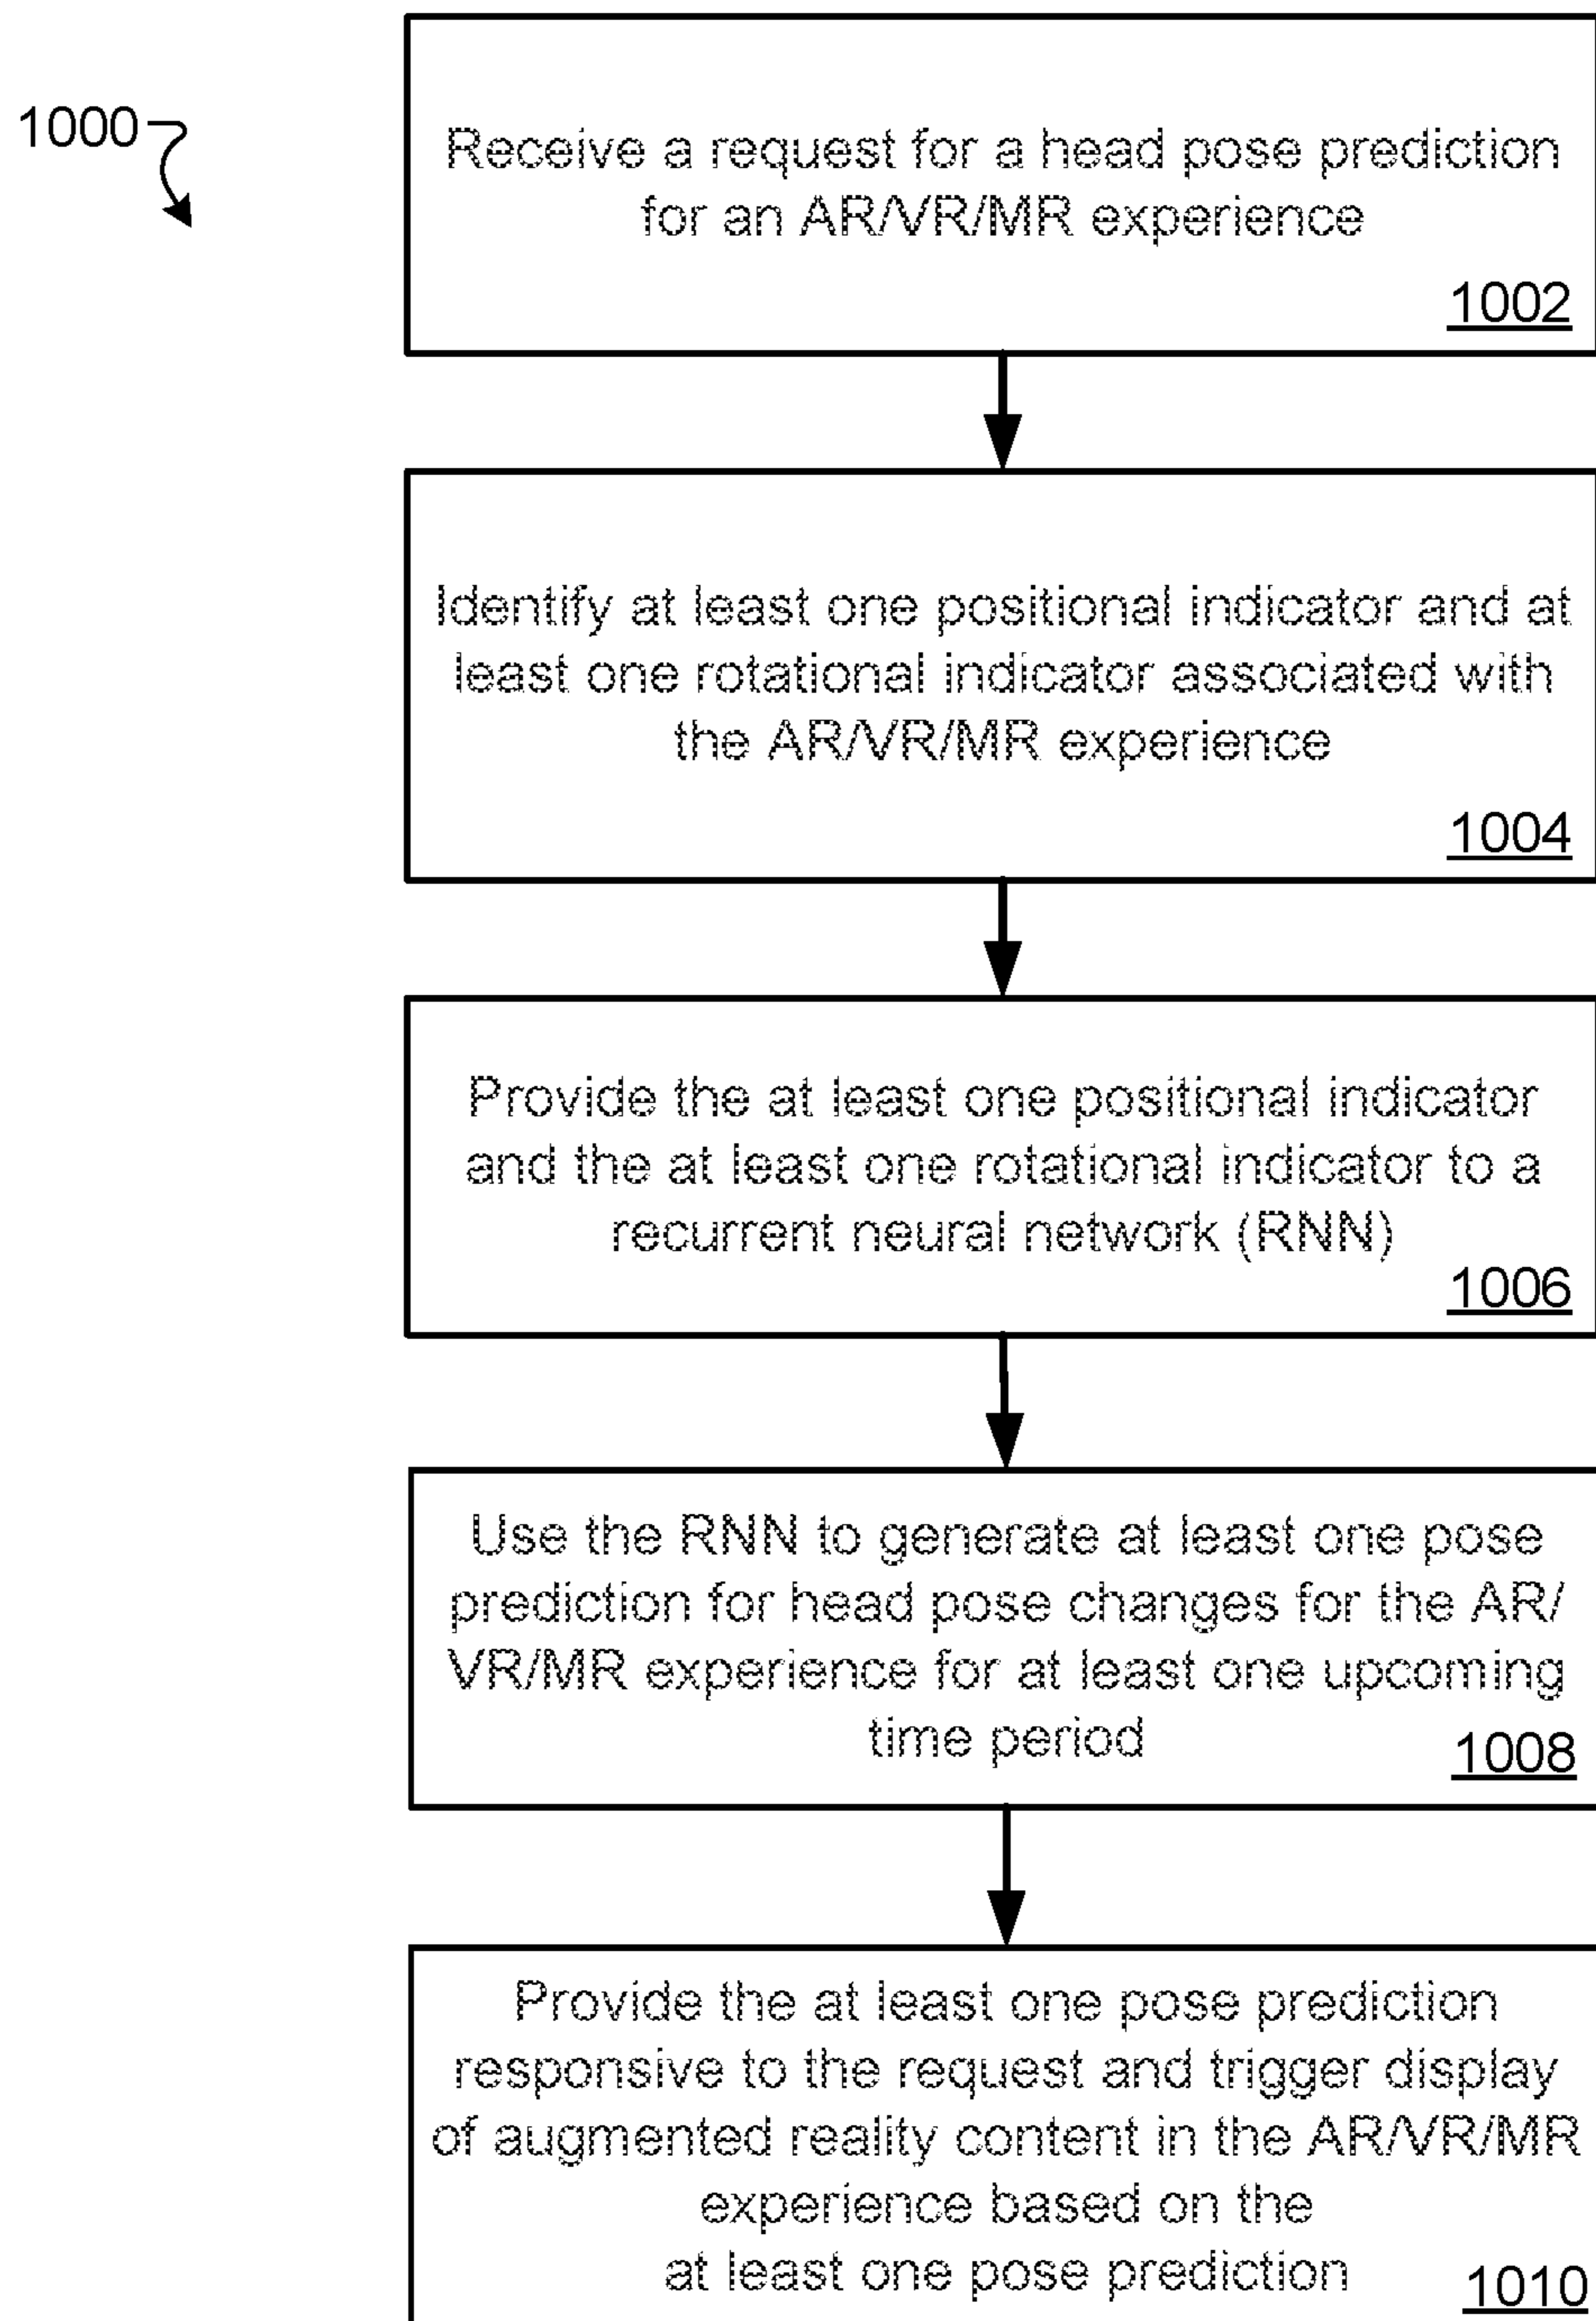 1000
Receive a request for a head pose prediction
for an AR/VR/MR experience
1002
Identify at least one positional indicator and at
least one rotational indicator associated with
the AR/VR/MR experience
1004
Provide the at least one positional indicator
and the at least one rotational indicator to a
recurrent neural network (RNN)
1006
Use the RNN to generate at least one pose
prediction for head pose changes for the AR/
VR/MR experience for at least one upcoming
time period
1008
Provide the at least one pose prediction
responsive to the request and trigger display
of augmented reality content in the AR/VR/MR
experience based on the
at least one pose prediction
1010